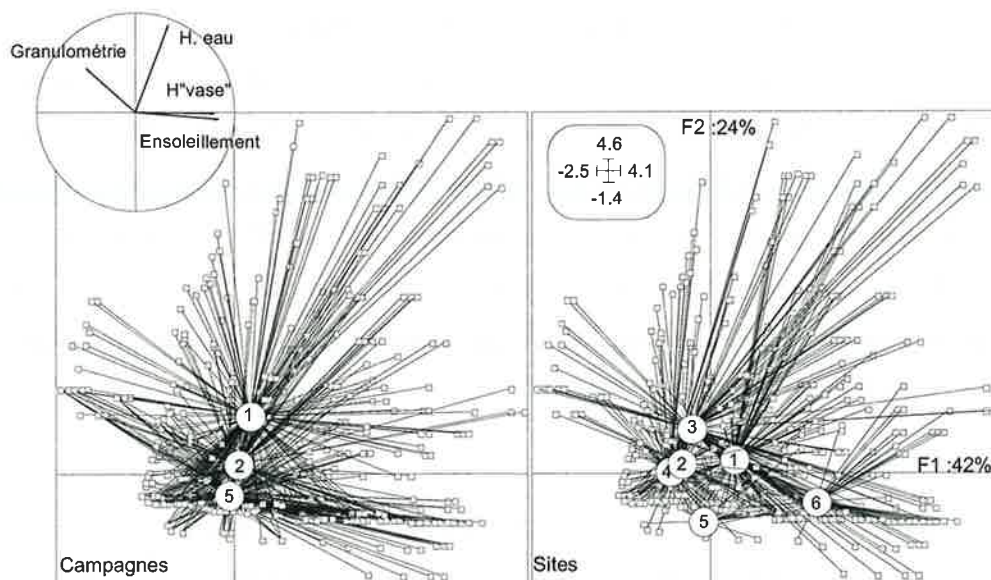 H. eau
Granulométrie
H"vase"
Ensoleillement
F2 :24%
4.6
-2.5 4.1
-1.4
1
2
5
3
4 2 1
6
5
F1 :42%
Campagnes
Sites